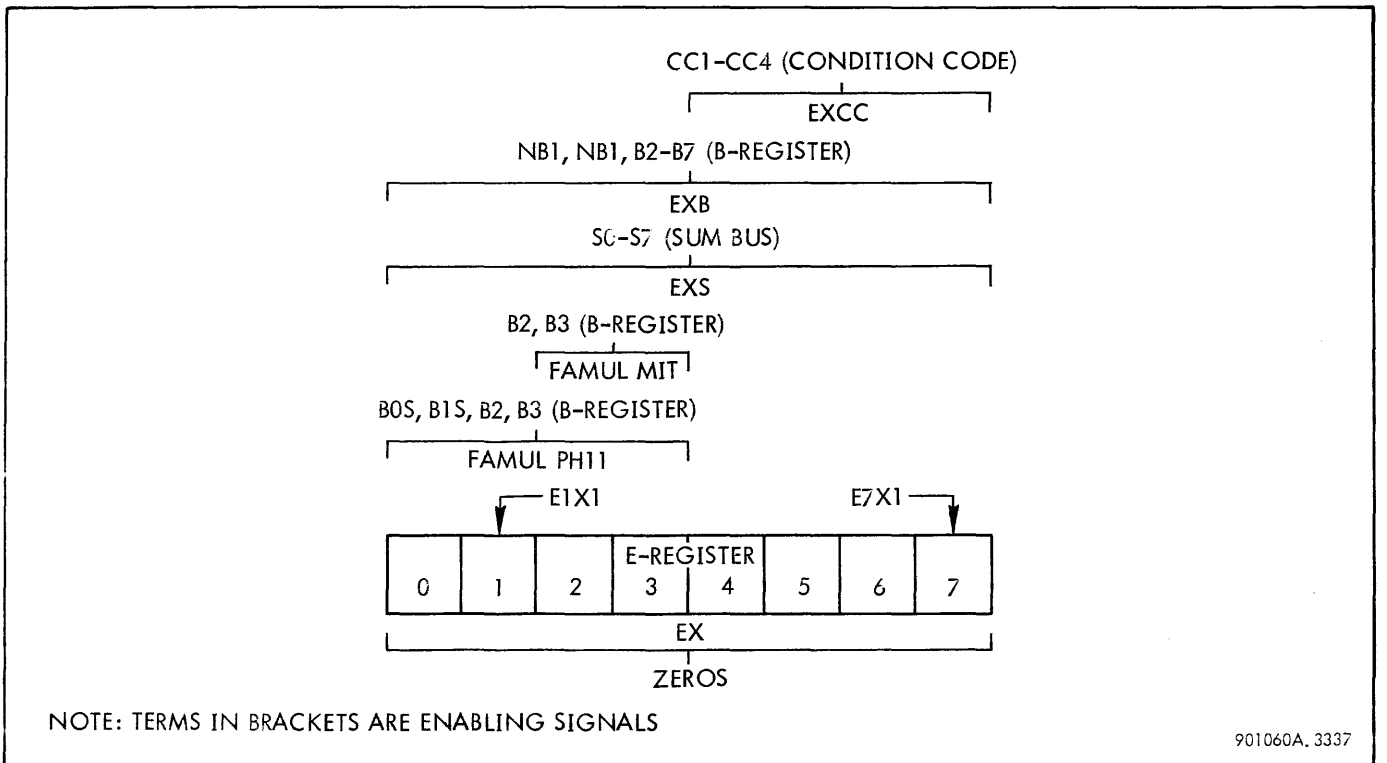 CC1-CC4 (CONDITION CODE)
EXCC
NB1, NB1, B2-B7 (B-REGISTER)
EXB
S0-S7 (SUM BUS)
EXS
B2, B3 (B-REGISTER)
FAMUL MIT
B0S, B1S, B2, B3 (B-REGISTER)
FAMUL PH11
E1X1 E7X1
E-REGISTER
0 1 2 3 4 5 6 7
EX
ZEROS
NOTE: TERMS IN BRACKETS ARE ENABLING SIGNALS
901060A. 3337